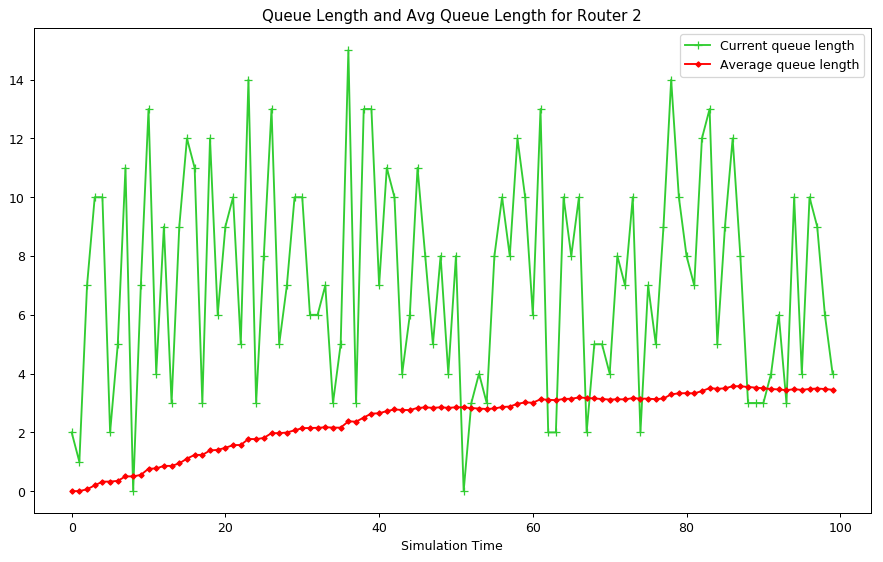 Queue Length and Avg Queue Length for Router 2
Current queue length
Average queue length
14
12
10
8
6
4
2
0
0 20 40 60 80 100
Simulation Time